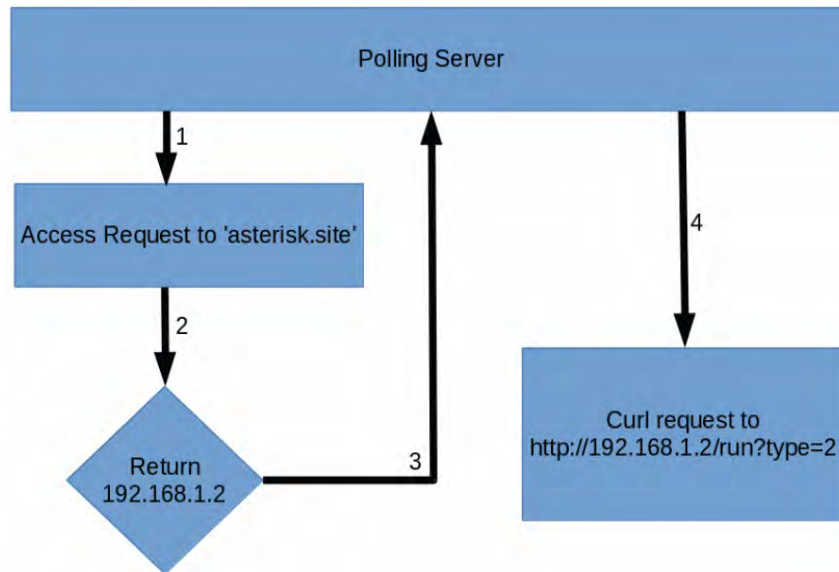 Polling Server
1
Access Request to 'asterisk.site'
2
Return
192.168.1.2
3
4
Curl request to
http://192.168.1.2/run?type=2